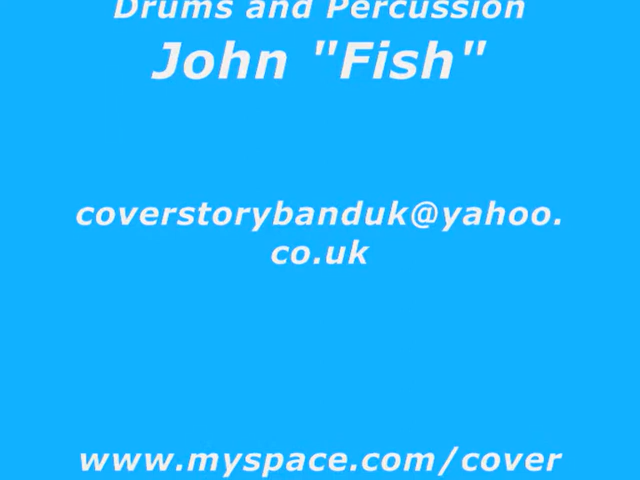 Drums and Percussion
John "Fish"
coverstorybanduk@yahoo.
co.uk
www.myspace.com/cover